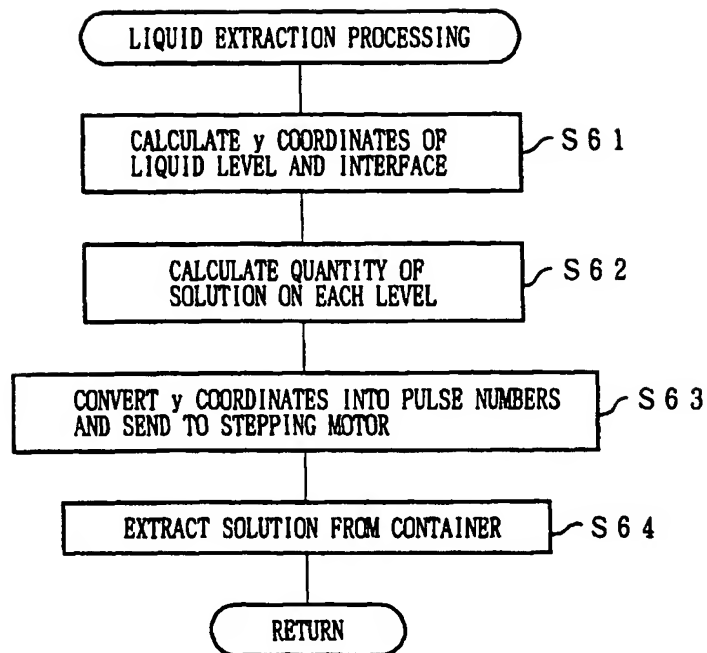 LIQUID EXTRACTION PROCESSING
CALCULATE y COORDINATES OF
LIQUID LEVEL AND INTERFACE
S61
CALCULATE QUANTITY OF
SOLUTION ON EACH LEVEL
S62
CONVERT y COORDINATES INTO PULSE NUMBERS
AND SEND TO STEPPING MOTOR
S63
EXTRACT SOLUTION FROM CONTAINER
S64
RETURN